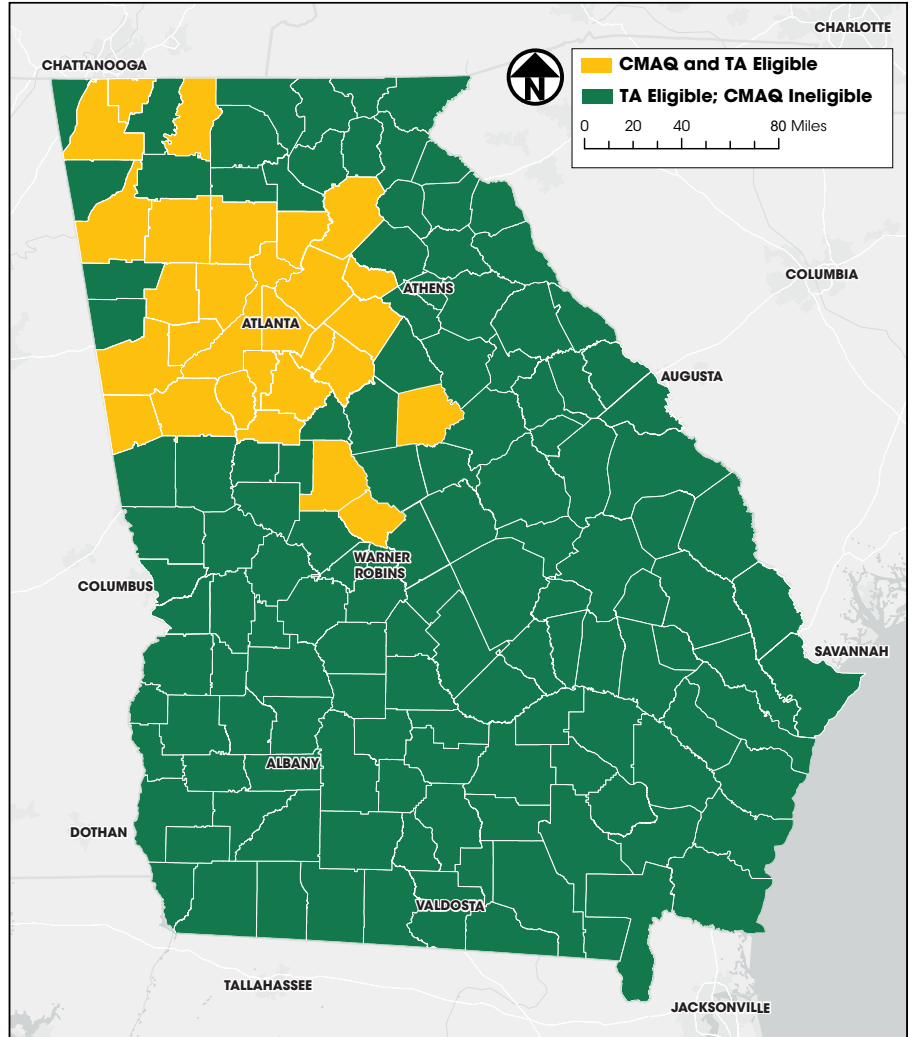 CHARLOTTE
CHATTANOOGA
CMAQ and TA Eligible
TA Eligible; CMAQ Ineligible
N
0 20 40 80 Miles
COLUMBIA
ATHENS
ATLANTA
AUGUSTA
WARNER
ROBINS
COLUMBUS
SAVANNAH
ALBANY
DOTHAN
VALDOSTA
TALLAHASSEE
JACKSONVILLE